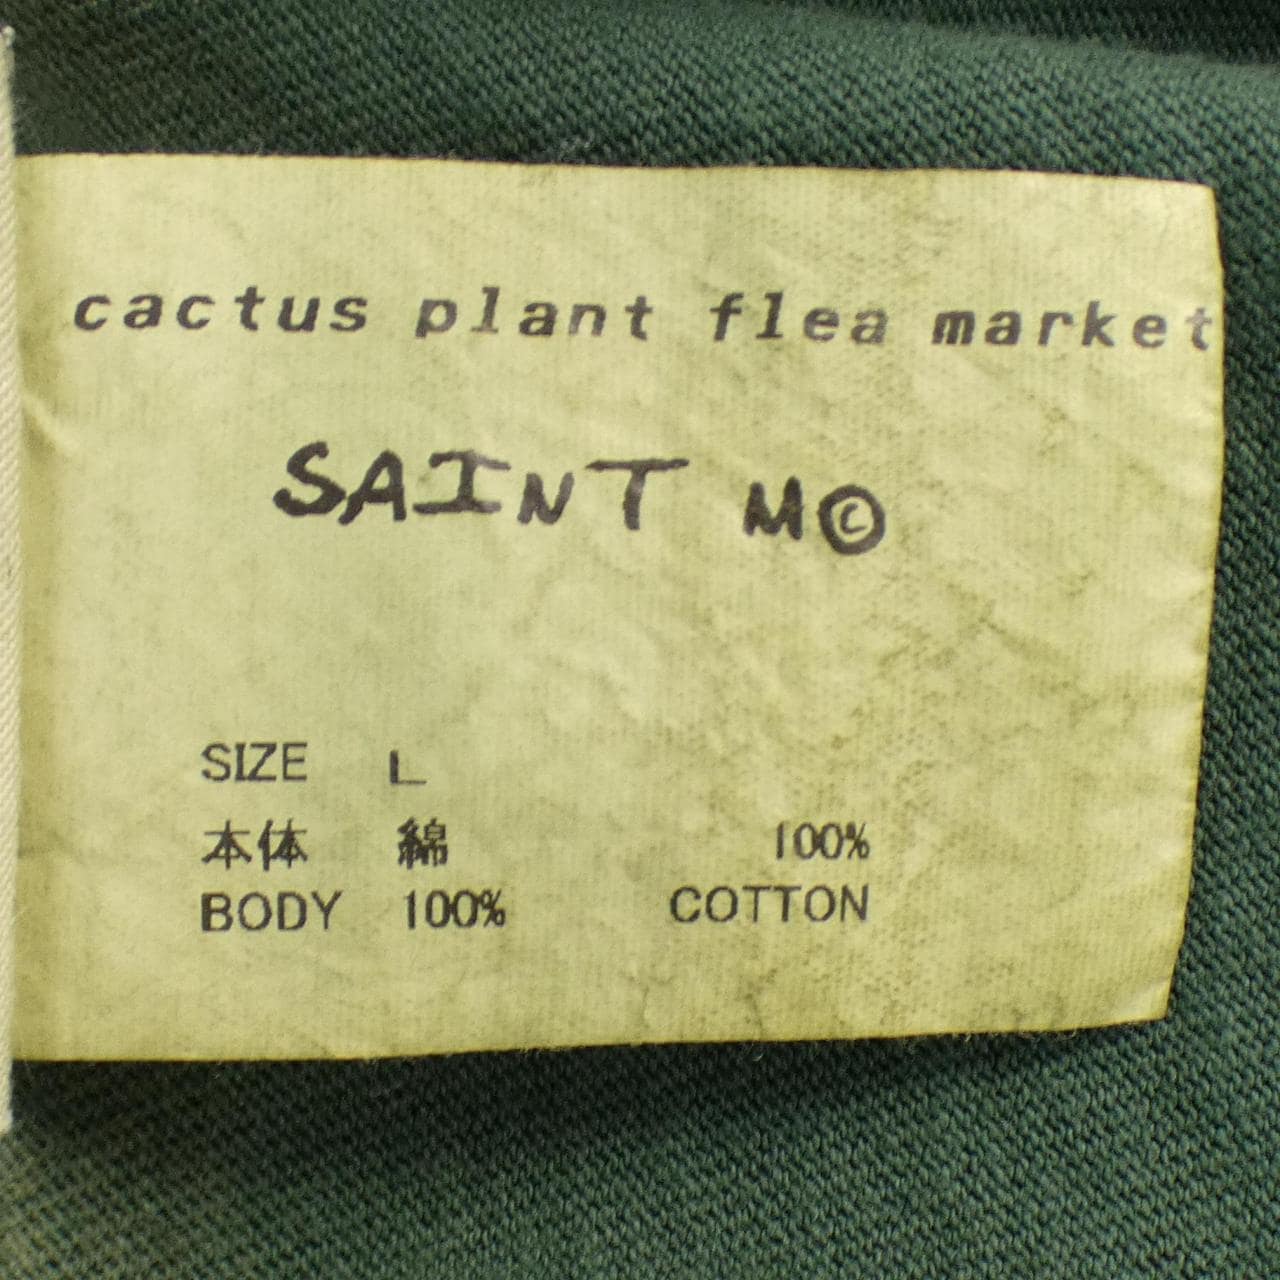 cactus plant flea market
SAINT M©
SIZE L
本体 綿 100%
BODY 100% COTTON